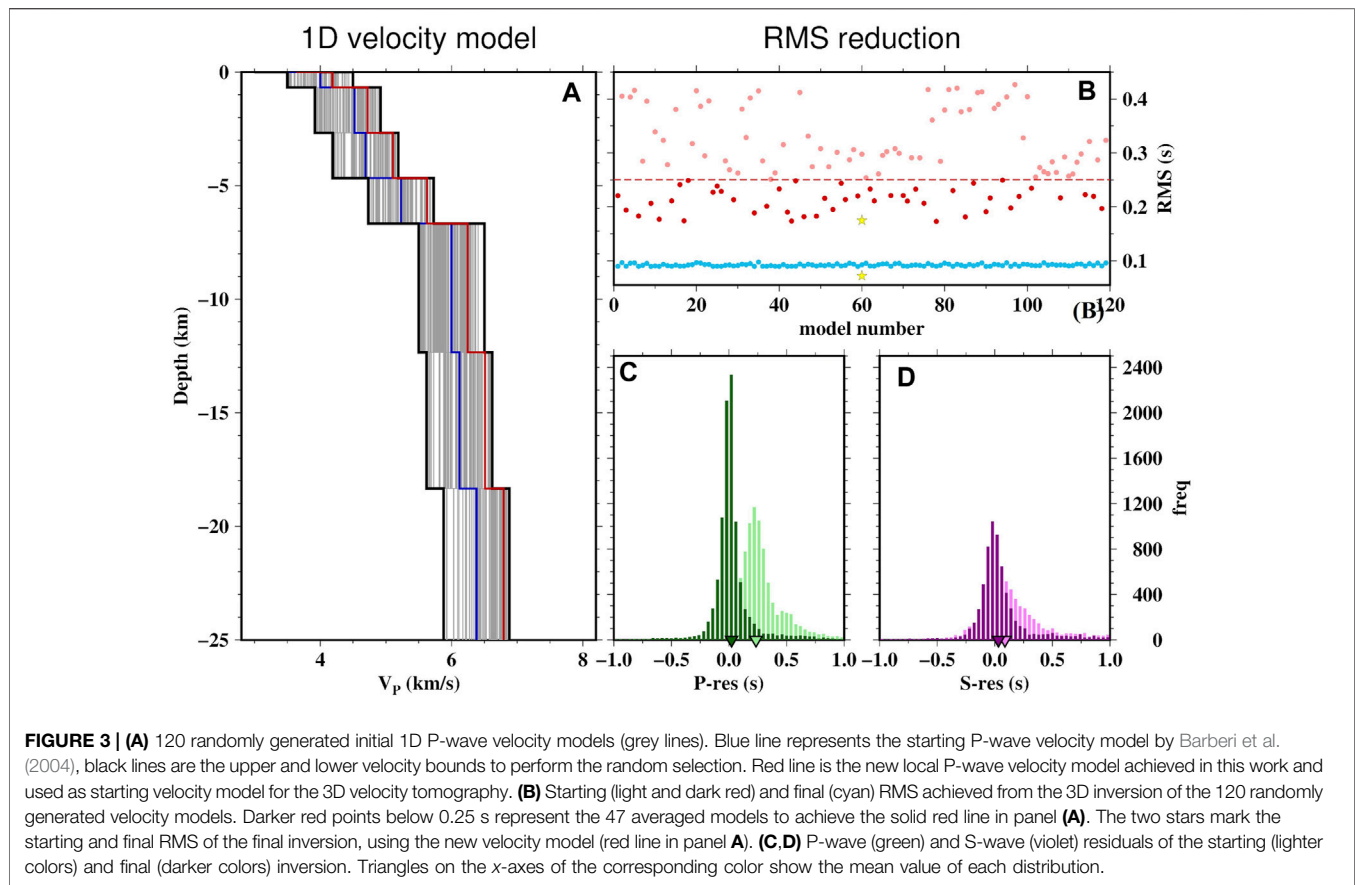 1D velocity model
RMS reduction
A
0
−5
−10
−15
−20
−25
Depth (km)
4
6
8
V_P (km/s)
B
0.4
0.3
0.2
0.1
RMS (s)
0
20
40
60
80
100
120
(B)
model number
C
−1.0
−0.5
0.0
0.5
1.0
P-res (s)
D
2400
2000
1600
1200
800
400
0
freq
−1.0
−0.5
0.0
0.5
1.0
S-res (s)
FIGURE 3 | (A) 120 randomly generated initial 1D P-wave velocity models (grey lines). Blue line represents the starting P-wave velocity model by Barberi et al.
(2004), black lines are the upper and lower velocity bounds to perform the random selection. Red line is the new local P-wave velocity model achieved in this work and
used as starting velocity model for the 3D velocity tomography. (B) Starting (light and dark red) and final (cyan) RMS achieved from the 3D inversion of the 120 randomly
generated velocity models. Darker red points below 0.25 s represent the 47 averaged models to achieve the solid red line in panel (A). The two stars mark the
starting and final RMS of the final inversion, using the new velocity model (red line in panel A). (C,D) P-wave (green) and S-wave (violet) residuals of the starting (lighter
colors) and final (darker colors) inversion. Triangles on the x-axes of the corresponding color show the mean value of each distribution.